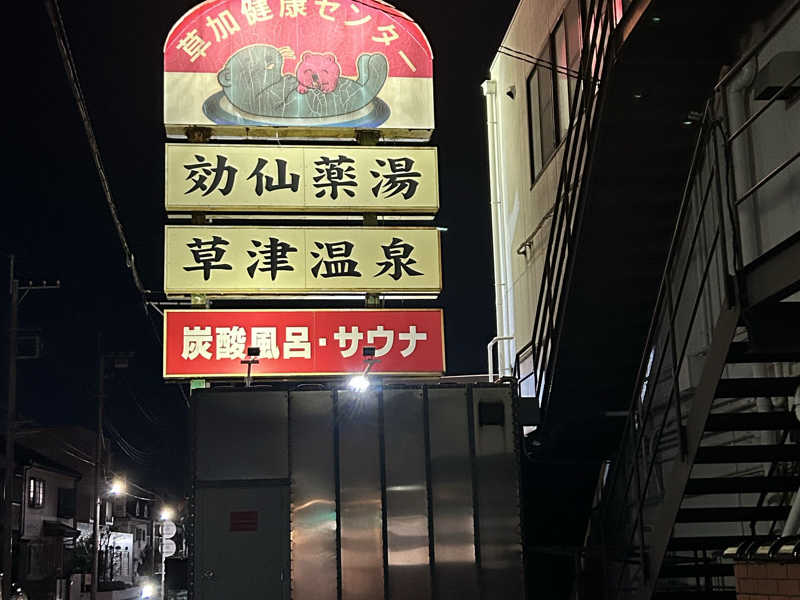 草加健康センター
効仙薬湯
草津温泉
炭酸風呂・サウナ